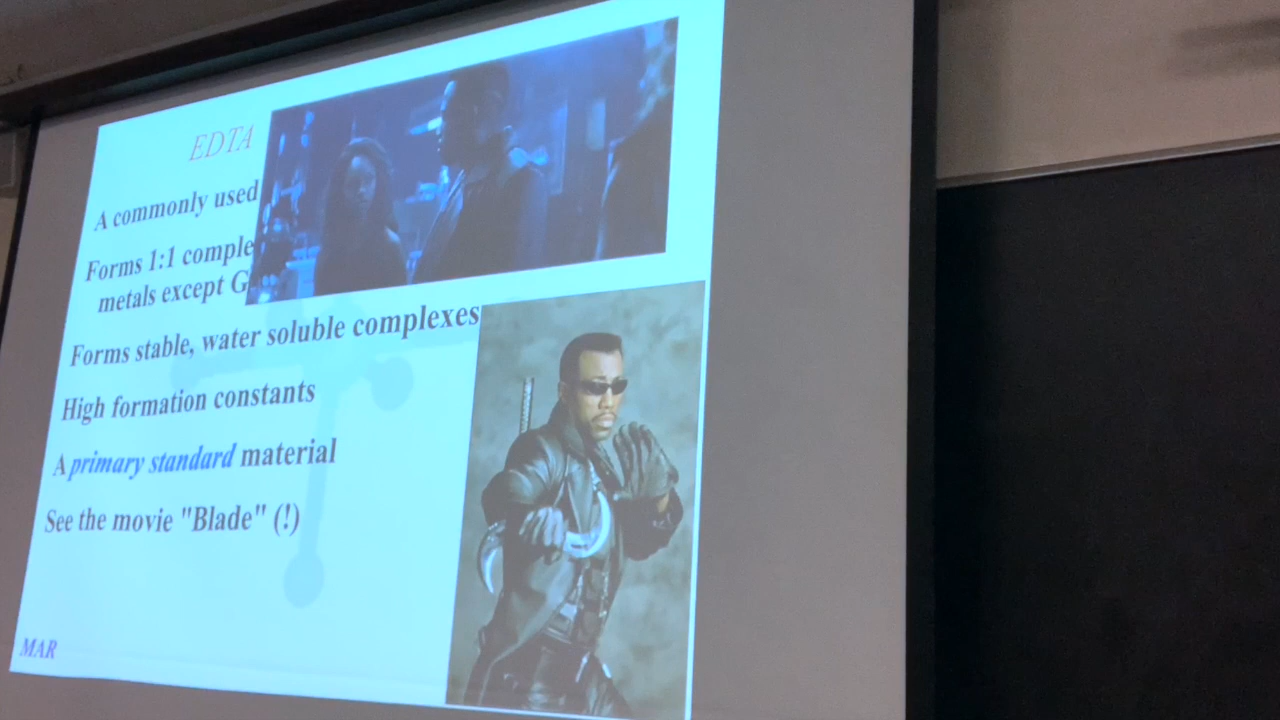 EDTA
A commonly used
Forms 1:1 comple
metals except G
Forms stable, water soluble complexes
High formation constants
A primary standard material
See the movie "Blade" (!)
MAR